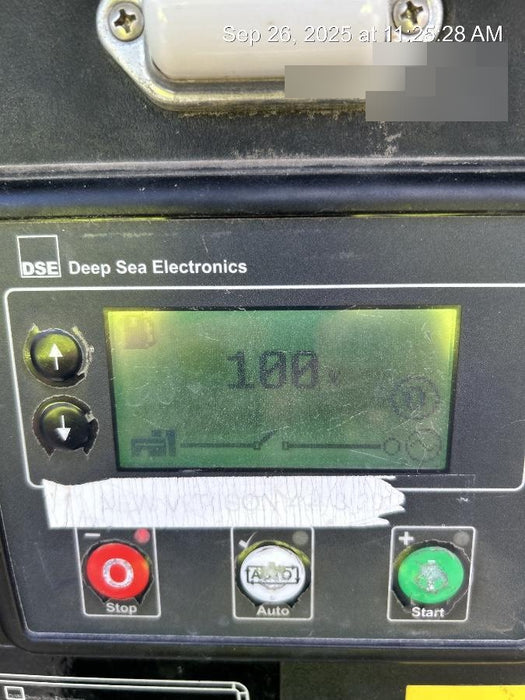 Sep 26, 2025 at 11:25:28 AM
DSE Deep Sea Electronics
100
Stop
AUTO
Auto
Start